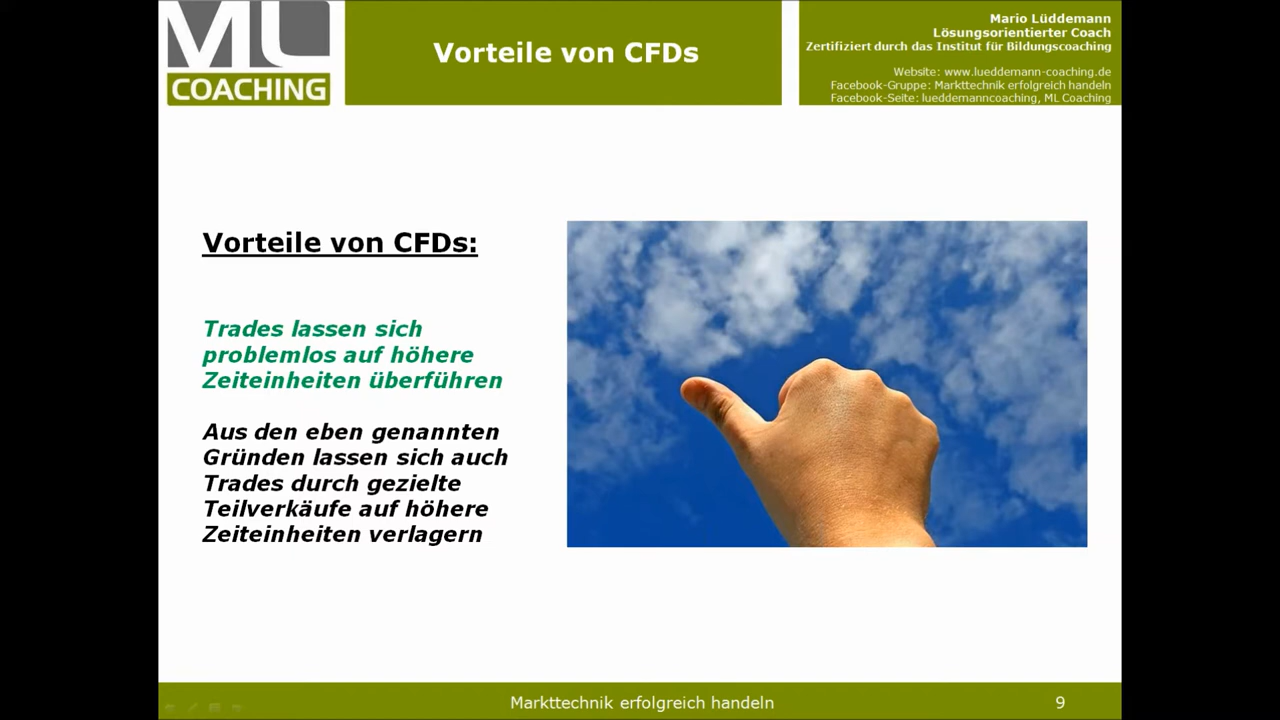 ML
COACHING
Vorteile von CFDs
Mario Lüddemann
Lösungsorientierter Coach
Zertifiziert durch das Institut für Bildungscoaching
Website: www.lueddemann-coaching.de
Facebook-Gruppe: Markttechnik erfolgreich handeln
Facebook-Seite: lueddemanncoaching, ML Coaching
Vorteile von CFDs:
Trades lassen sich
problemlos auf höhere
Zeiteinheiten überführen
Aus den eben genannten
Gründen lassen sich auch
Trades durch gezielte
Teilverkäufe auf höhere
Zeiteinheiten verlagern
Markttechnik erfolgreich handeln
9